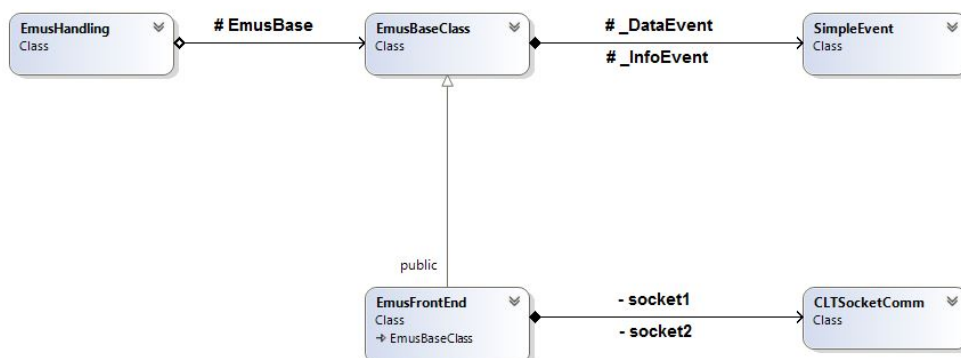 EmusHandling
Class
# EmusBase
EmusBaseClass
Class
# _DataEvent
# _InfoEvent
SimpleEvent
Class
public
EmusFrontEnd
Class
EmusBaseClass
- socket1
- socket2
CLTSocketComm
Class